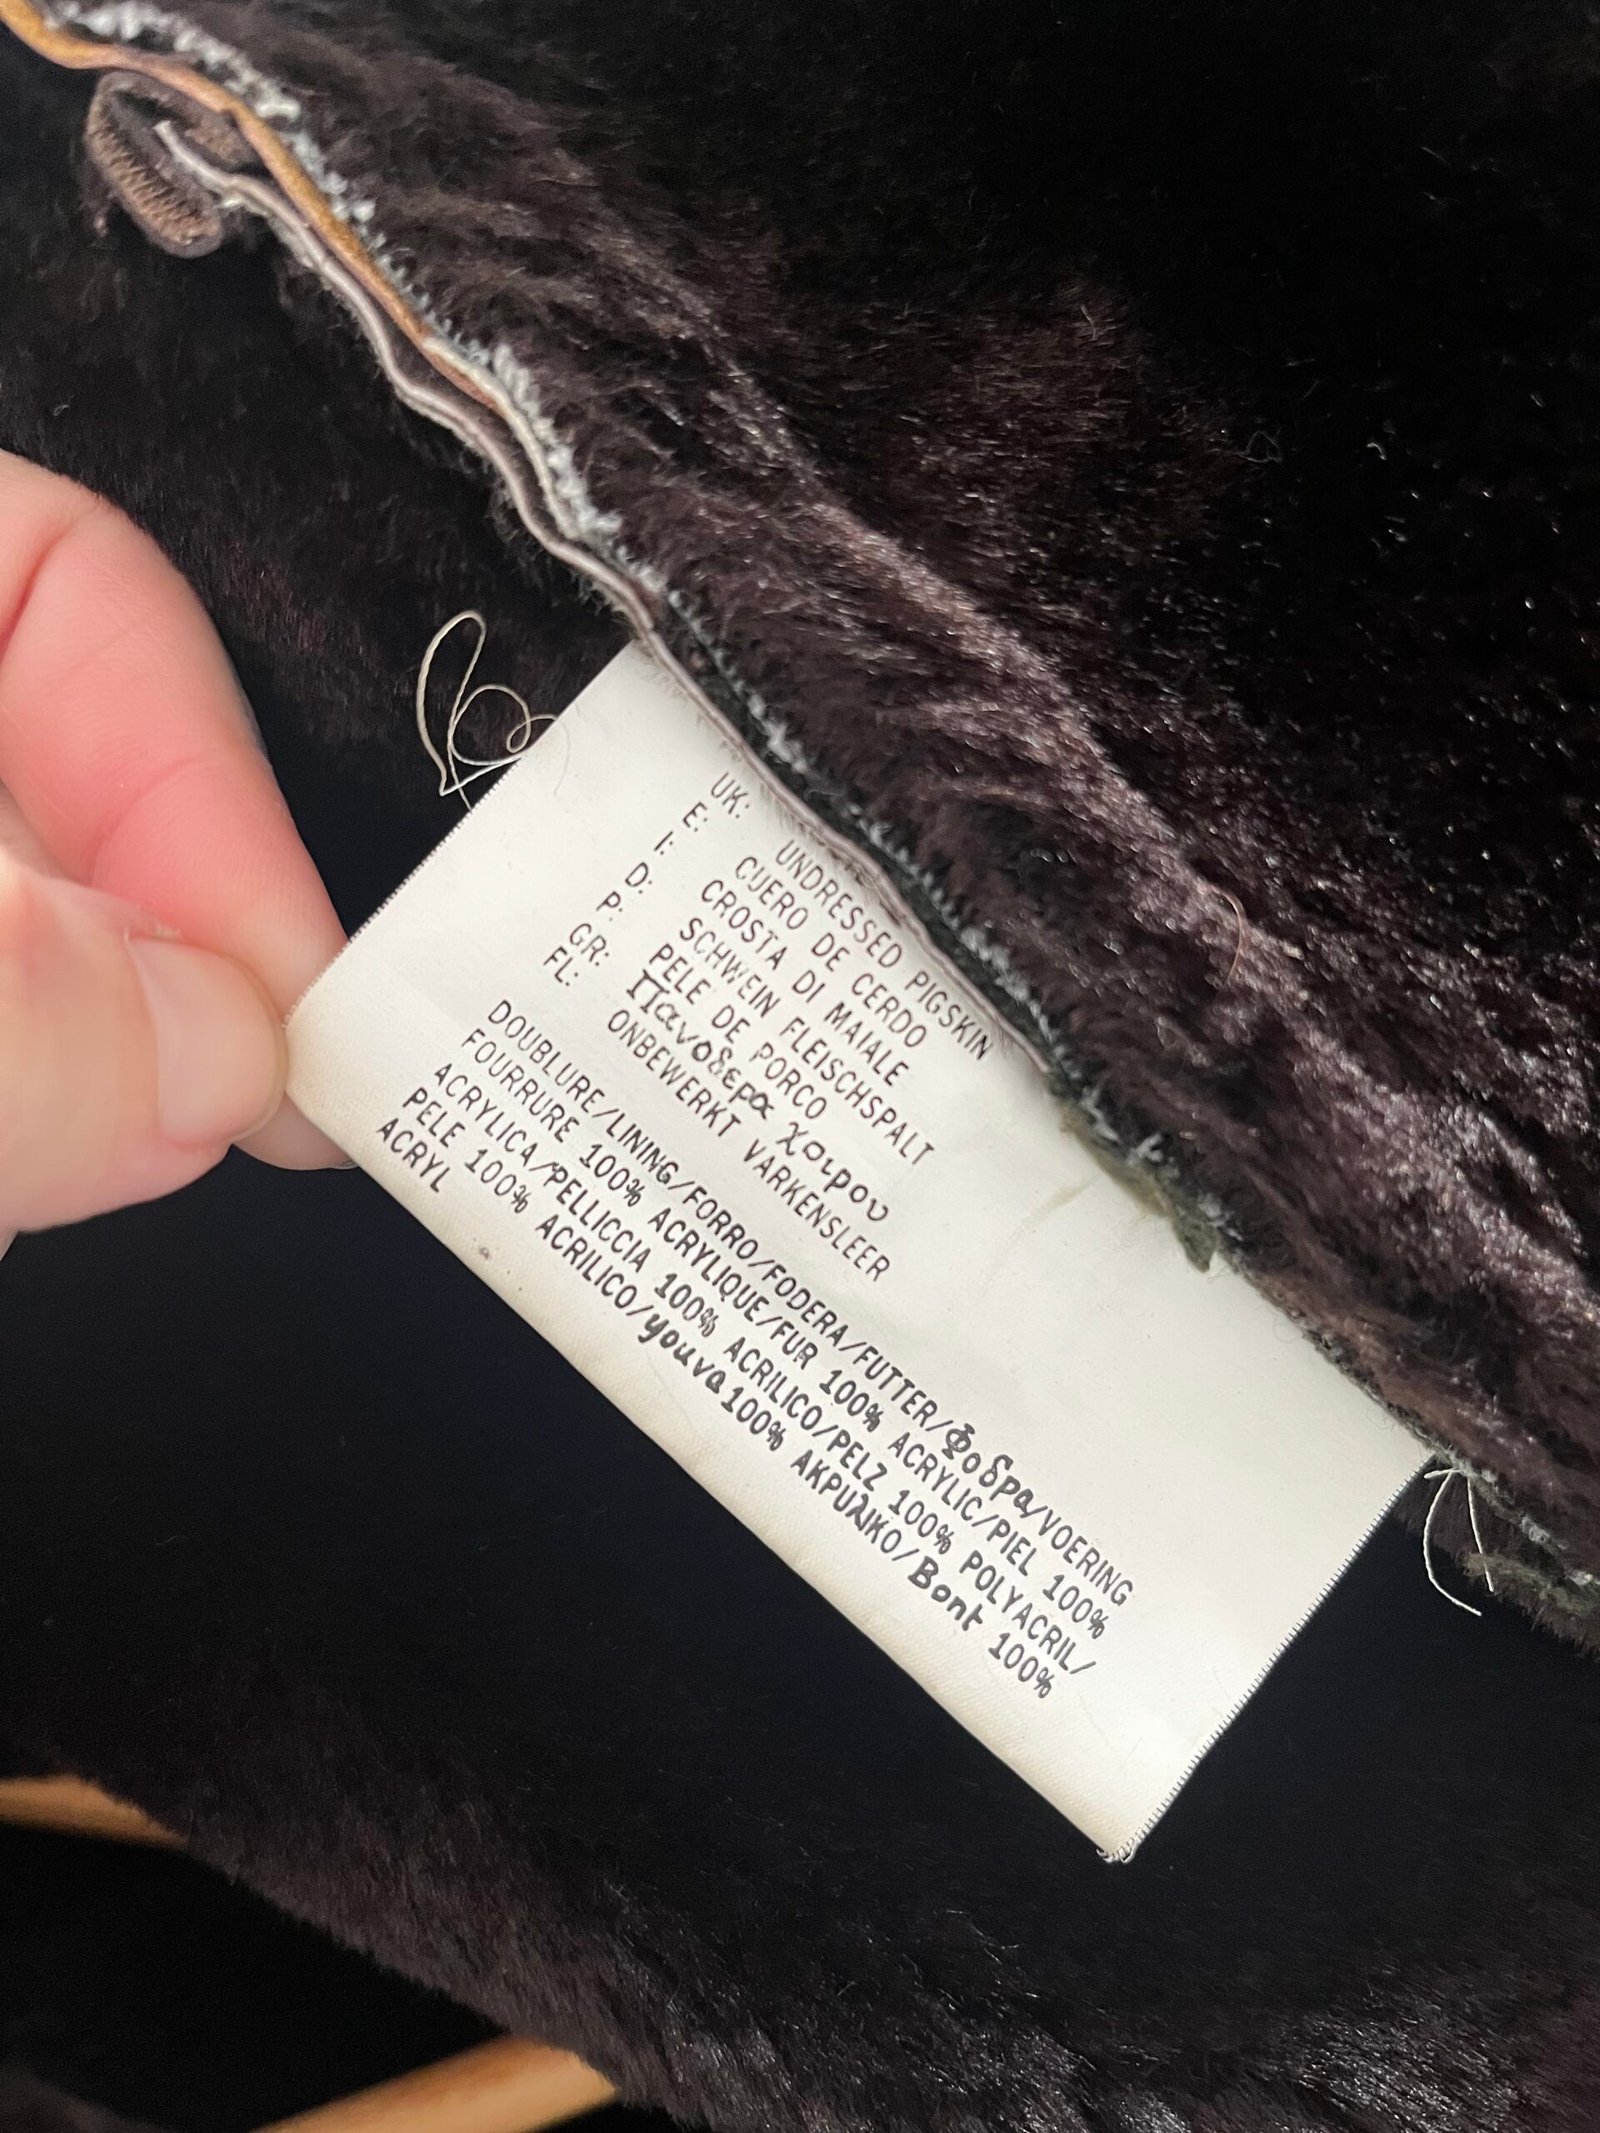 UK: UNDRESSED PIGSKIN
E: CUERO DE CERDO
I: CROSTA DI MAIALE
D: SCHWEIN FLEISCHSPALT
P: PELE DE PORCO
GR: Πανοδερα χοιρου
FL: ONBEWERKT VARKENSLEER
DOUBLURE/LINING/FORRO/FODERA/FUTTER/Φοδρα/VOERING
FOURRURE 100% ACRYLIQUE/FUR 100% ACRYLIC/PIEL 100%
ACRYLICA/PELLICCIA 100% ACRILICO/PELZ 100% POLYACRIL/
PELE 100% ACRILICO/γουνα 100% ΑΚΡυλΙΚΟ/Bont 100%
ACRYL